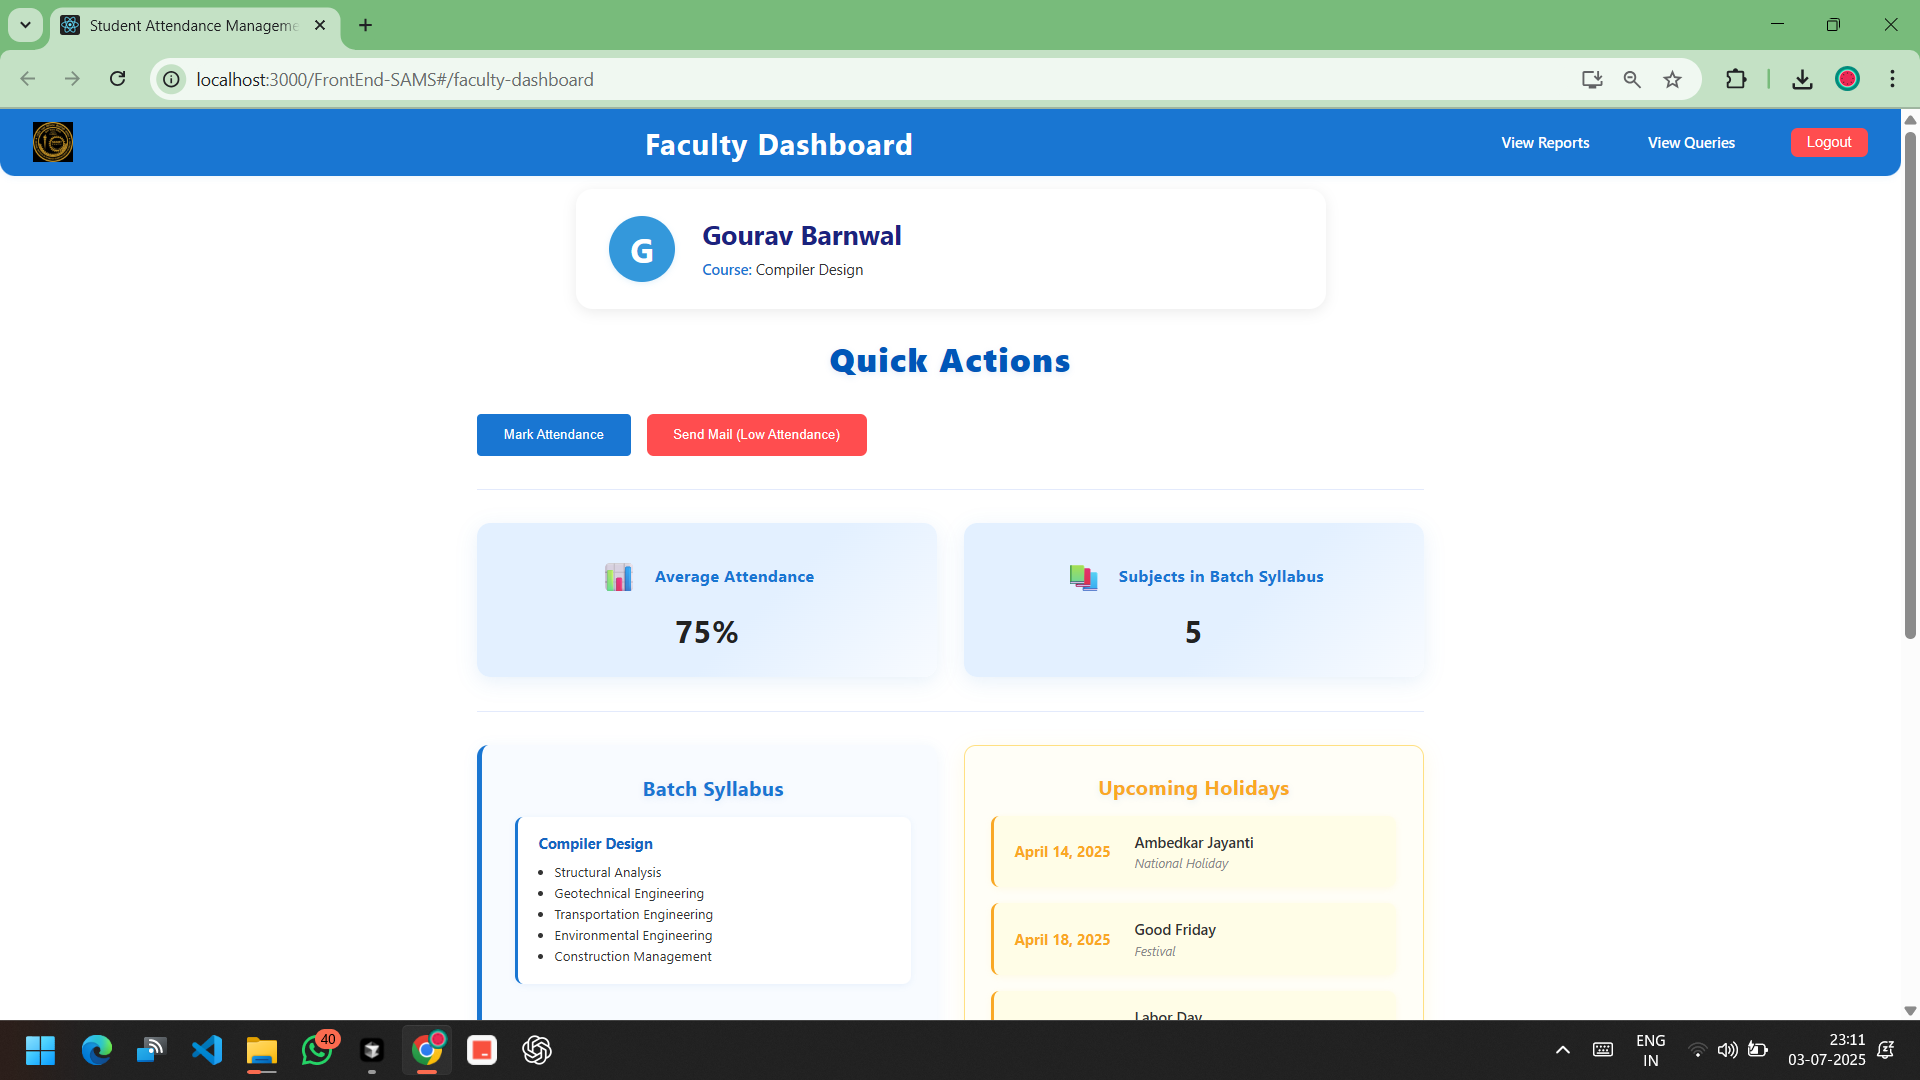 Student Attendance Manageme
localhost:3000/FrontEnd-SAMS#/faculty-dashboard
Faculty Dashboard
View Reports
View Queries
Logout
G
Gourav Barnwal
Course: Compiler Design
Quick Actions
Mark Attendance
Send Mail (Low Attendance)
Average Attendance
75%
Subjects in Batch Syllabus
5
Batch Syllabus
Compiler Design
Structural Analysis
Geotechnical Engineering
Transportation Engineering
Environmental Engineering
Construction Management
Upcoming Holidays
April 14, 2025
Ambedkar Jayanti
National Holiday
April 18, 2025
Good Friday
Festival
Labor Day
40
ENG
IN
23:11
03-07-2025